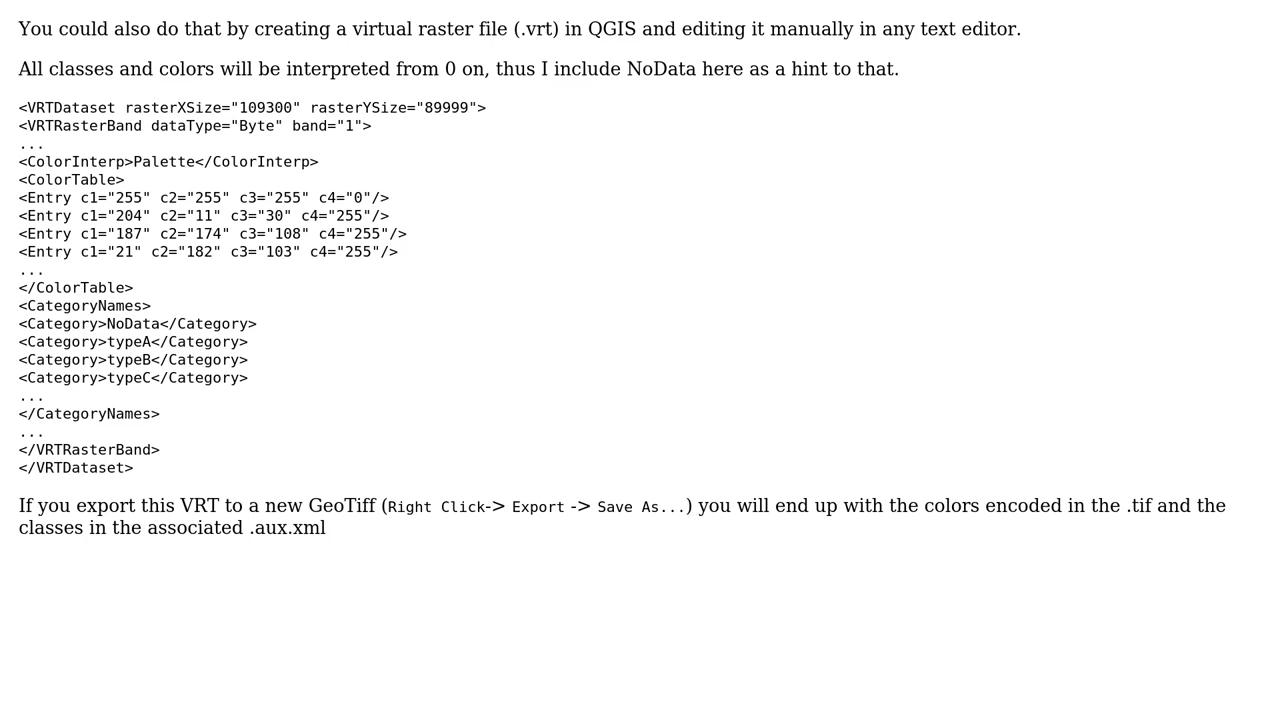 You could also do that by creating a virtual raster file (.vrt) in QGIS and editing it manually in any text editor.
All classes and colors will be interpreted from 0 on, thus I include NoData here as a hint to that.
<VRTDataset rasterXSize="109300" rasterYSize="89999">
<VRTRasterBand dataType="Byte" band="1">
...
<ColorInterp>Palette</ColorInterp>
<ColorTable>
<Entry c1="255" c2="255" c3="255" c4="0"/>
<Entry c1="204" c2="11" c3="30" c4="255"/>
<Entry c1="187" c2="174" c3="108" c4="255"/>
<Entry c1="21" c2="182" c3="103" c4="255"/>
...
</ColorTable>
<CategoryNames>
<Category>NoData</Category>
<Category>typeA</Category>
<Category>typeB</Category>
<Category>typeC</Category>
...
</CategoryNames>
...
</VRTRasterBand>
</VRTDataset>
If you export this VRT to a new GeoTiff (Right Click-> Export -> Save As...) you will end up with the colors encoded in the .tif and the
classes in the associated .aux.xml